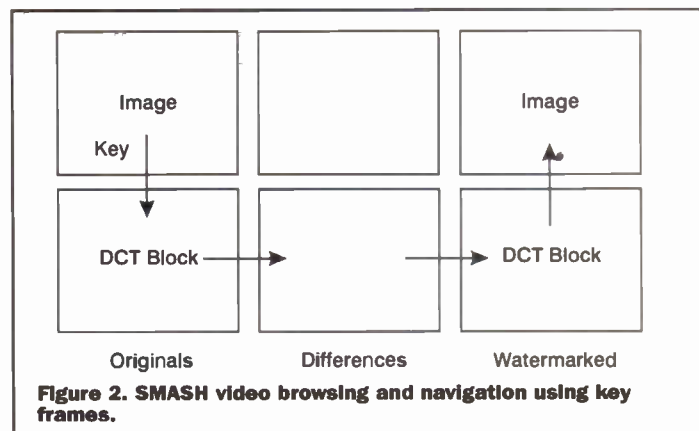 Image
Image
Key
DCT Block
DCT Block
Originals
Differences
Watermarked
Figure 2. SMASH video browsing and navigation using key
frames.